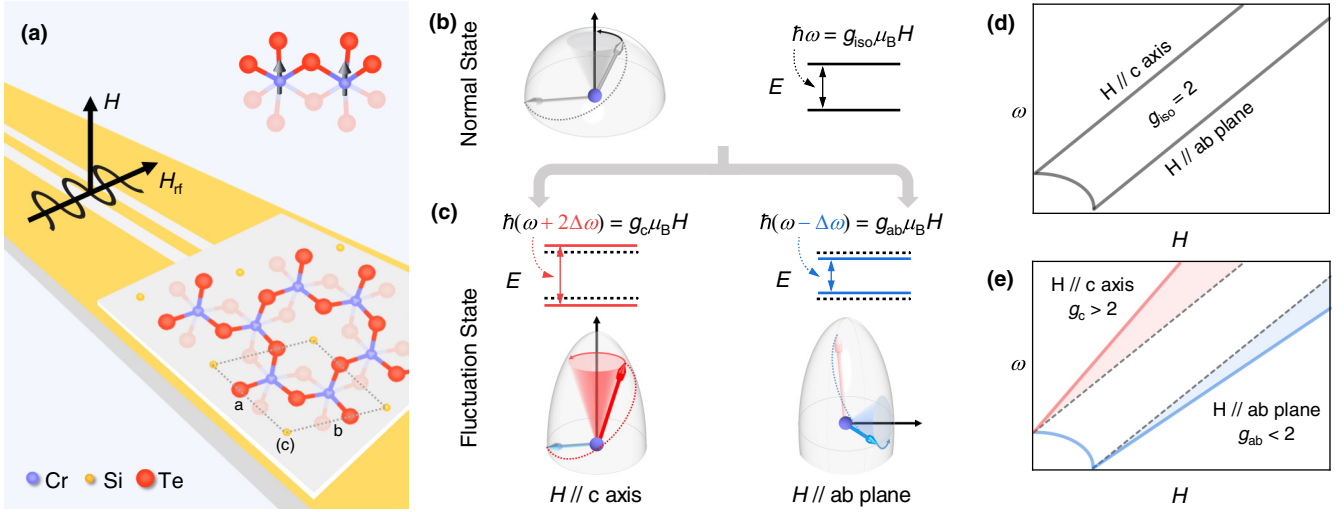 (a)
H
H_rf
a
b
(c)
Cr
Si
Te
(b)
Normal State
ħω = g_iso μ_B H
E
(c)
Fluctuation State
ħ(ω + 2Δω) = g_c μ_B H
E
H // c axis
ħ(ω − Δω) = g_ab μ_B H
E
H // ab plane
(d)
H // c axis
g_iso = 2
H // ab plane
ω
H
(e)
H // c axis
g_c > 2
H // ab plane
g_ab < 2
ω
H